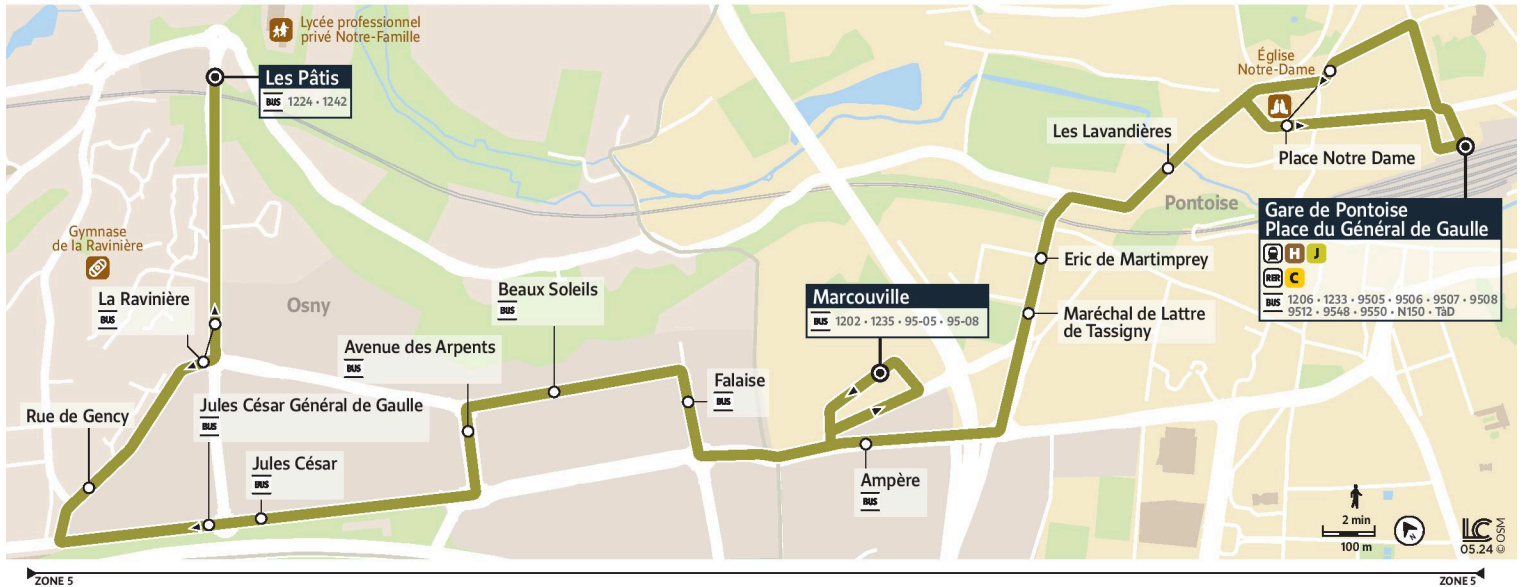 Lycée professionnel
privé Notre-Famille
Les Pâtis
BUS 1224 • 1242
Église
Notre-Dame
Les Lavandières
Place Notre Dame
Pontoise
Gare de Pontoise
Place du Général de Gaulle
H J
RER C
BUS 1206 • 1233 • 9505 • 9506 • 9507 • 9508
9512 • 9548 • 9550 • N150 • TàD
Gymnase
de la Ravinière
La Ravinière
BUS
Osny
Beaux Soleils
BUS
Eric de Martimprey
Marcouville
BUS 1202 • 1235 • 95-05 • 95-08
Maréchal de Lattre
de Tassigny
Avenue des Arpents
BUS
Falaise
BUS
Rue de Gency
Jules César Général de Gaulle
BUS
Jules César
BUS
Ampère
BUS
2 min
100 m
N
LC
05.24 © OSM
ZONE 5
ZONE 5